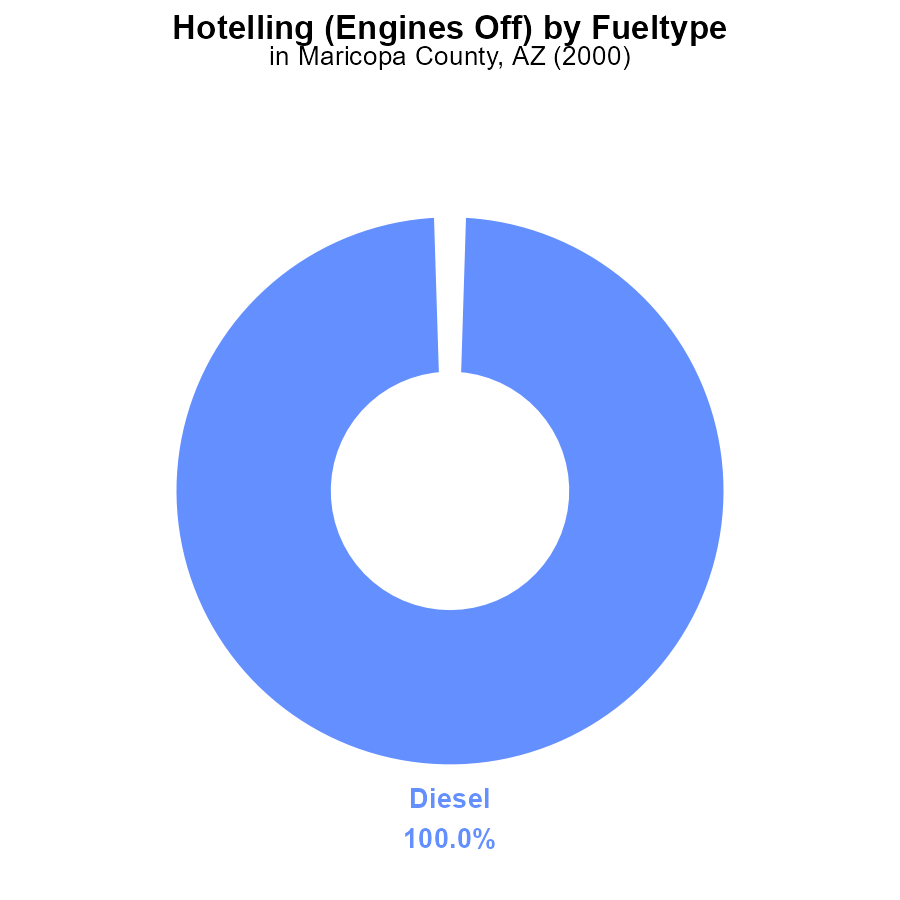 Hotelling (Engines Off) by Fueltype
in Maricopa County, AZ (2000)
Diesel
100.0%